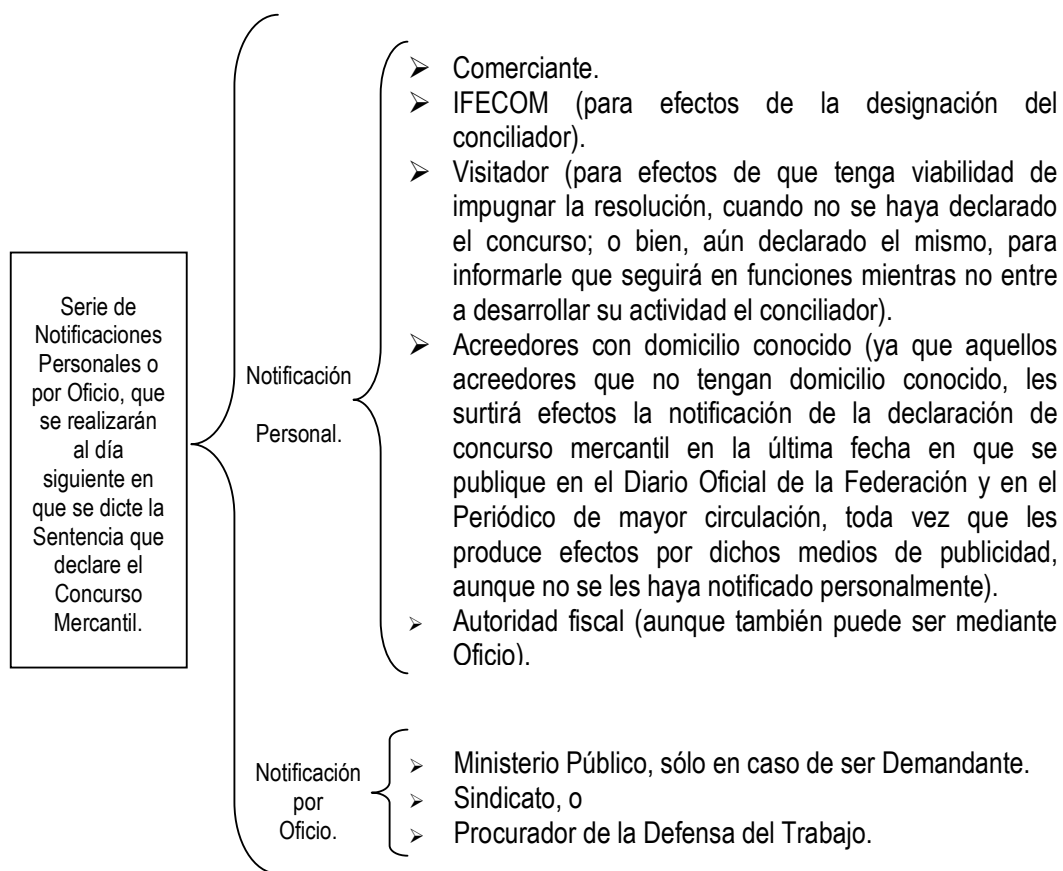 Serie de
Notificaciones
Personales o
por Oficio, que
se realizarán
al día
siguiente en
que se dicte la
Sentencia que
declare el
Concurso
Mercantil.
Notificación
Personal.
➢ Comerciante.
➢ IFECOM (para efectos de la designación del
conciliador).
➢ Visitador (para efectos de que tenga viabilidad de
impugnar la resolución, cuando no se haya declarado
el concurso; o bien, aún declarado el mismo, para
informarle que seguirá en funciones mientras no entre
a desarrollar su actividad el conciliador).
➢ Acreedores con domicilio conocido (ya que aquellos
acreedores que no tengan domicilio conocido, les
surtirá efectos la notificación de la declaración de
concurso mercantil en la última fecha en que se
publique en el Diario Oficial de la Federación y en el
Periódico de mayor circulación, toda vez que les
produce efectos por dichos medios de publicidad,
aunque no se les haya notificado personalmente).
➢ Autoridad fiscal (aunque también puede ser mediante
Oficio).
Notificación
por
Oficio.
➢ Ministerio Público, sólo en caso de ser Demandante.
➢ Sindicato, o
➢ Procurador de la Defensa del Trabajo.